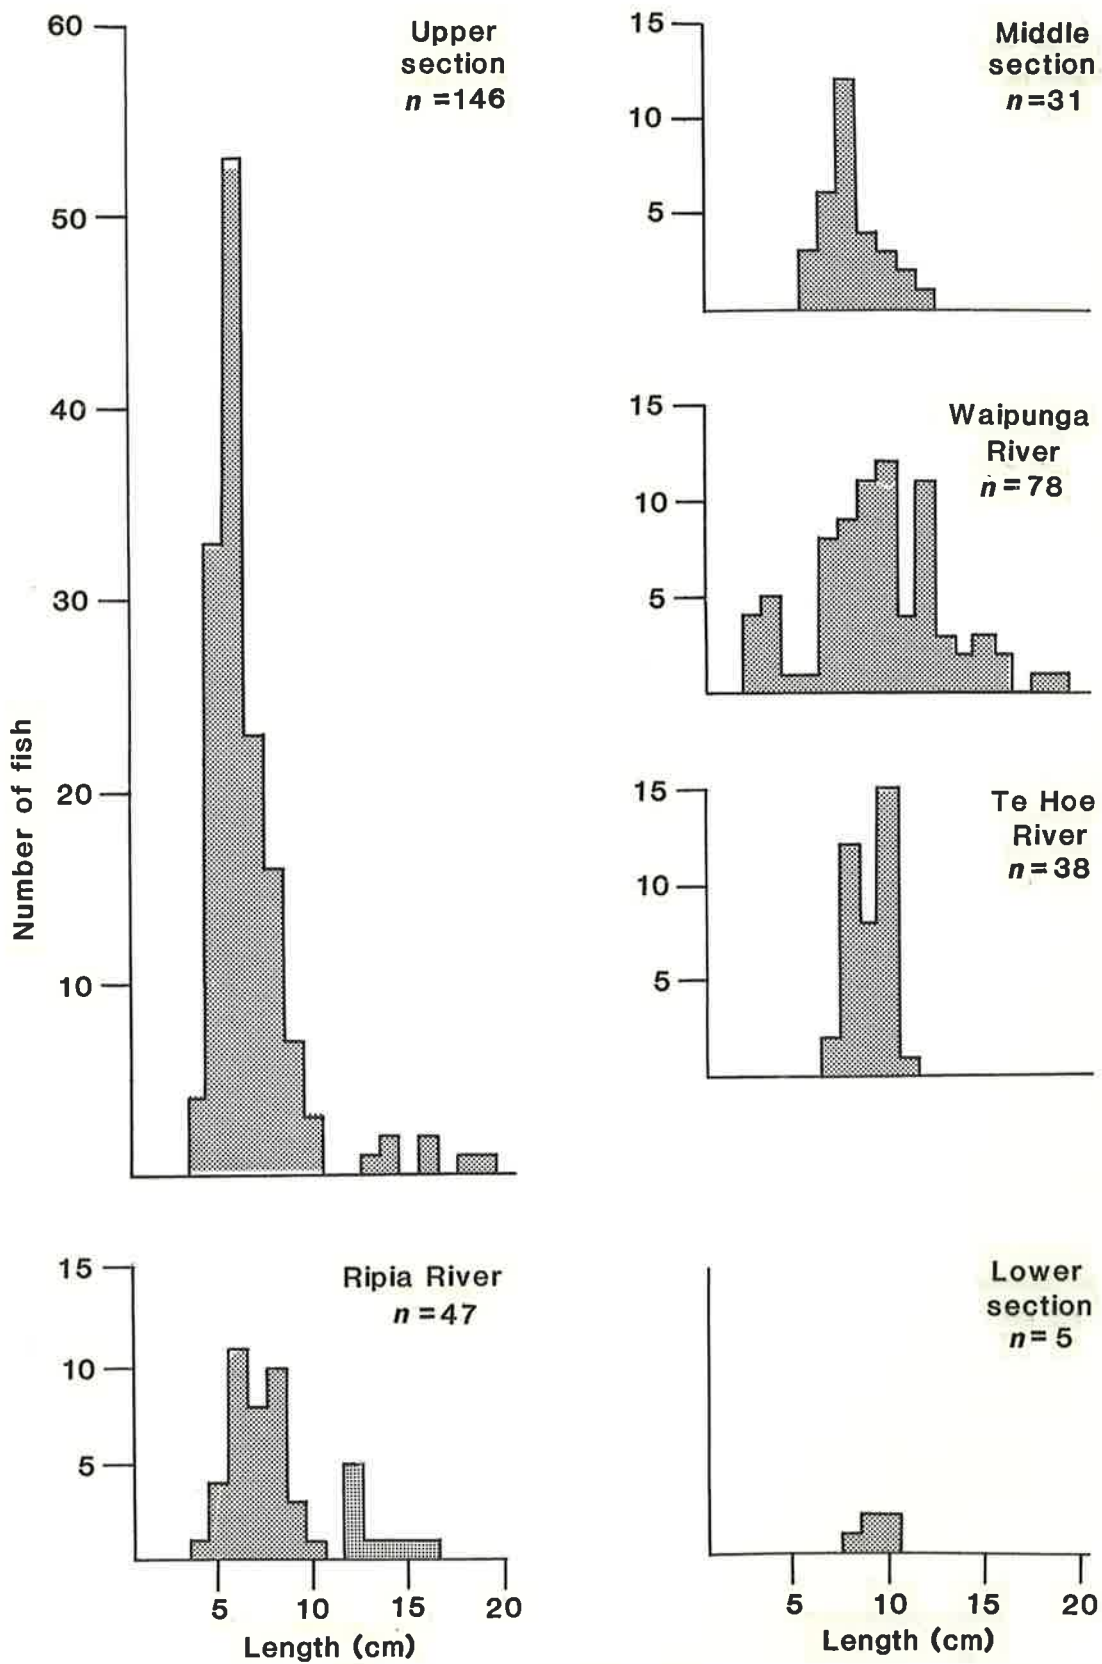 Number of fish
60
50
40
30
20
10
Upper
section
n =146
15
10
5
Ripia River
n =47
5 10 15 20
Length (cm)
15
10
5
Middle
section
n=31
15
10
5
Waipunga
River
n=78
15
10
5
Te Hoe
River
n=38
Lower
section
n= 5
5 10 15 20
Length (cm)